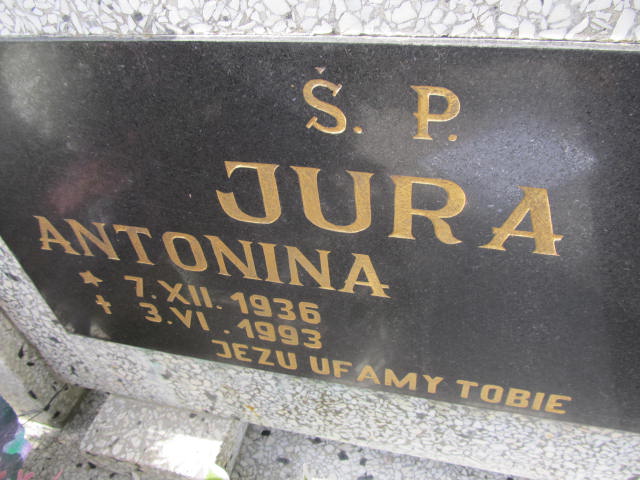 Ś. P.
JURA
ANTONINA
* 7. XII. 1936
† 3. VI. 1993
JEZU UFAMY TOBIE